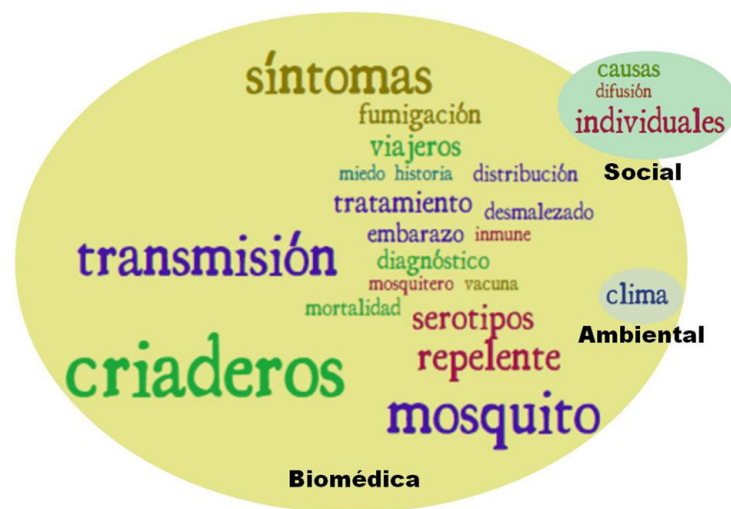 síntomas
fumigación
viajeros
miedo historia distribución
tratamiento desmalezado
embarazo inmune
diagnóstico
mosquitero vacuna
mortalidad
transmisión
serotipos
criaderos
repelente
mosquito
Biomédica
causas
difusión
individuales
Social
clima
Ambiental